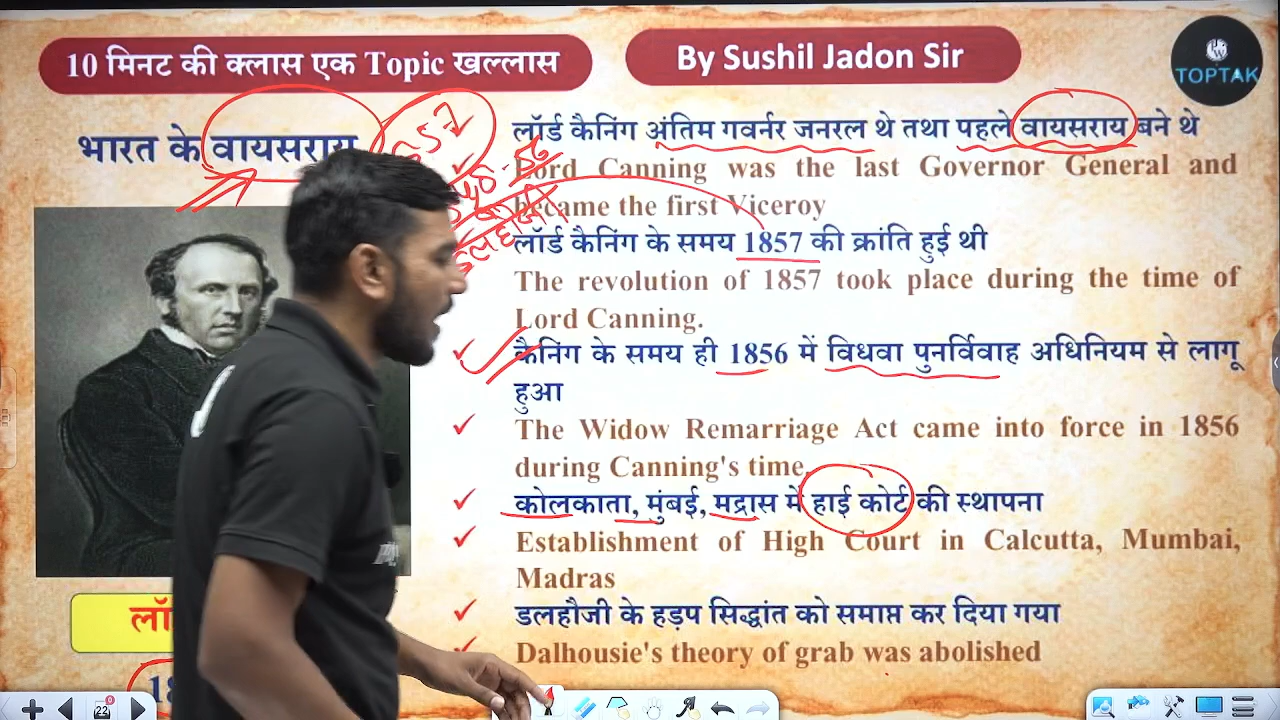 10 मिनट की क्लास एक Topic खल्लास
By Sushil Jadon Sir
TOPTAK
भारत के वायसराय
लॉर्ड कैनिंग अंतिम गवर्नर जनरल थे तथा पहले वायसराय बने थे
Lord Canning was the last Governor General and
became the first Viceroy
लॉर्ड कैनिंग के समय 1857 की क्रांति हुई थी
The revolution of 1857 took place during the time of
Lord Canning.
कैनिंग के समय ही 1856 में विधवा पुनर्विवाह अधिनियम से लागू
हुआ
The Widow Remarriage Act came into force in 1856
during Canning's time.
कोलकाता, मुंबई, मद्रास में हाई कोर्ट की स्थापना
Establishment of High Court in Calcutta, Mumbai,
Madras
डलहौजी के हड़प सिद्धांत को समाप्त कर दिया गया
Dalhousie's theory of grab was abolished
22